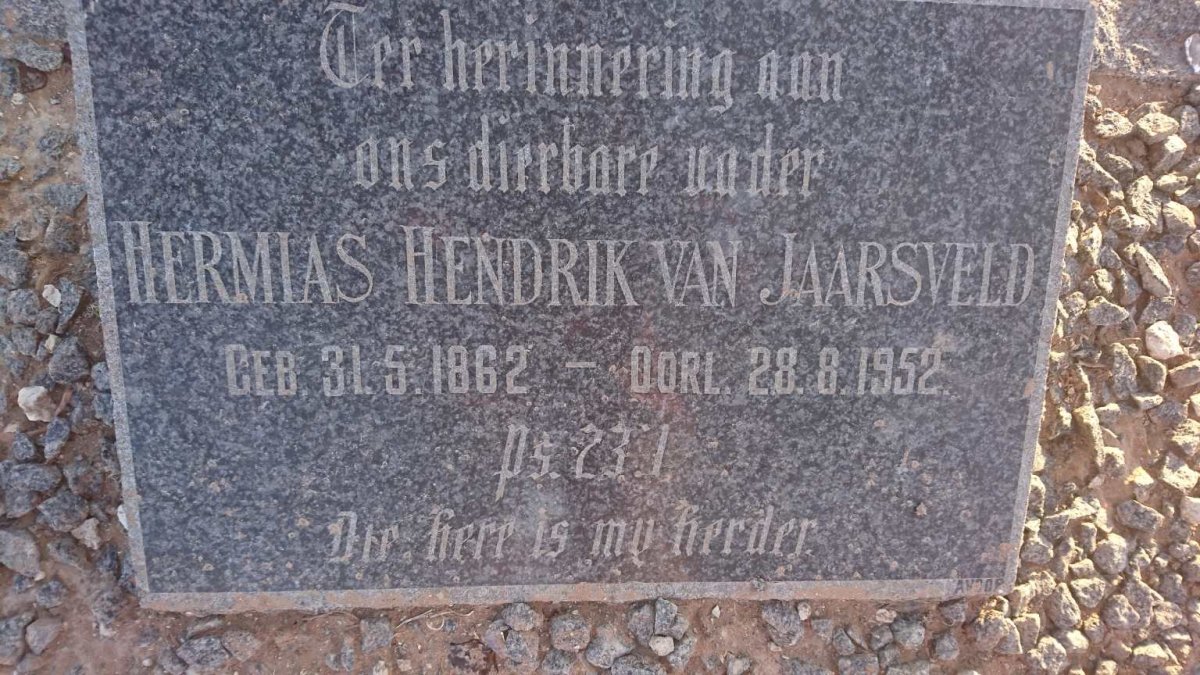 Ter herinnering aan
ons dierbare vader
HERMIAS HENDRIK VAN JAARSVELD
GEB. 31.5.1862 – OORL. 28.8.1952.
Ps. 23:1
Die Here is my Herder.